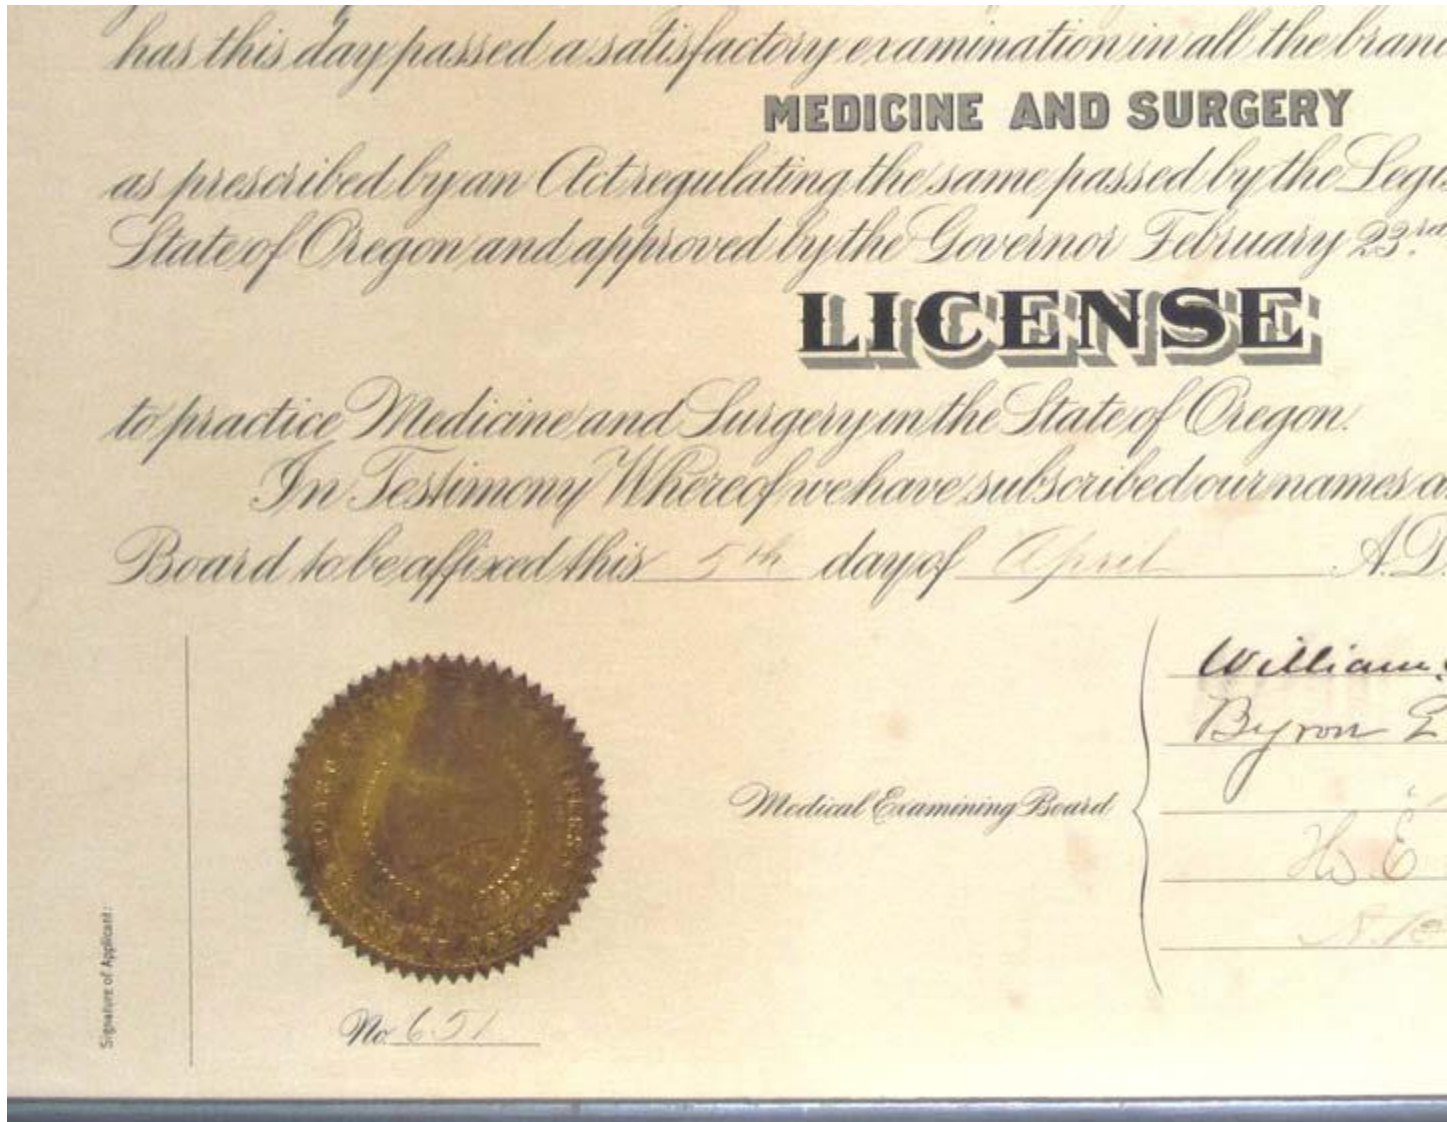 has this day passed a satisfactory examination in all the branc
MEDICINE AND SURGERY
as prescribed by an Act regulating the same passed by the Legis
State of Oregon and approved by the Governor February 23rd
LICENSE
to practice Medicine and Surgery in the State of Oregon.
In Testimony Whereof we have subscribed our names a
Board to be affixed this 5th day of April A.D.
William
Byron E
Medical Examining Board
Signature of Applicant:
No. 651